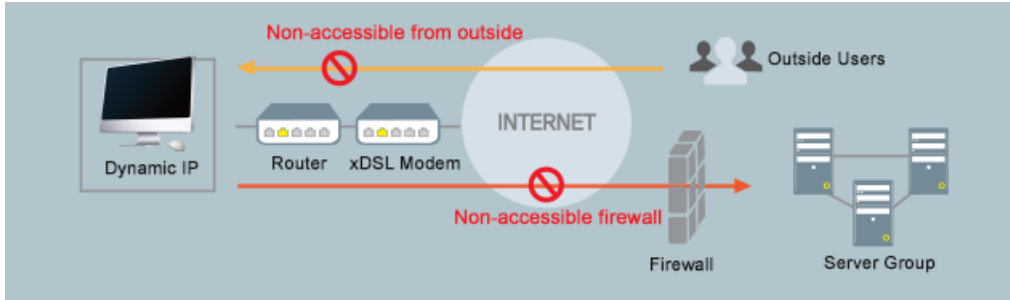 Non-accessible from outside
Outside Users
INTERNET
Dynamic IP
Router
xDSL Modem
Non-accessible firewall
Firewall
Server Group